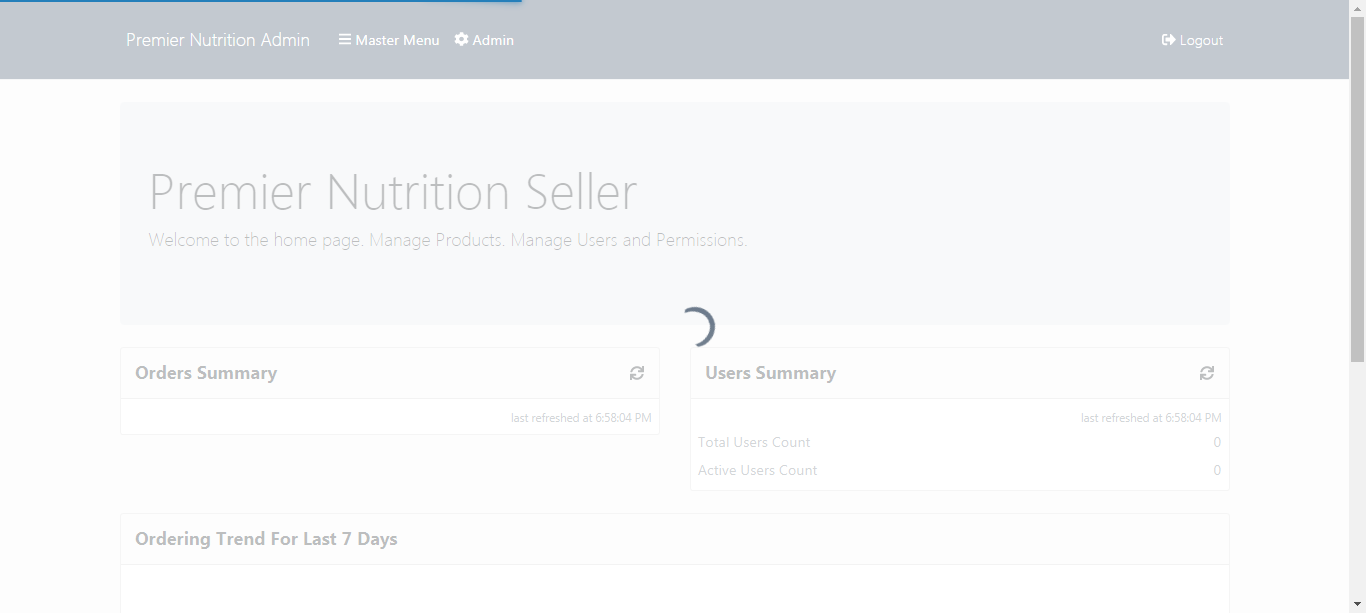 Premier Nutrition Admin Master Menu Admin Logout
Premier Nutrition Seller
Welcome to the home page. Manage Products. Manage Users and Permissions.
Orders Summary
last refreshed at 6:58:04 PM
Users Summary
last refreshed at 6:58:04 PM
Total Users Count 0
Active Users Count 0
Ordering Trend For Last 7 Days